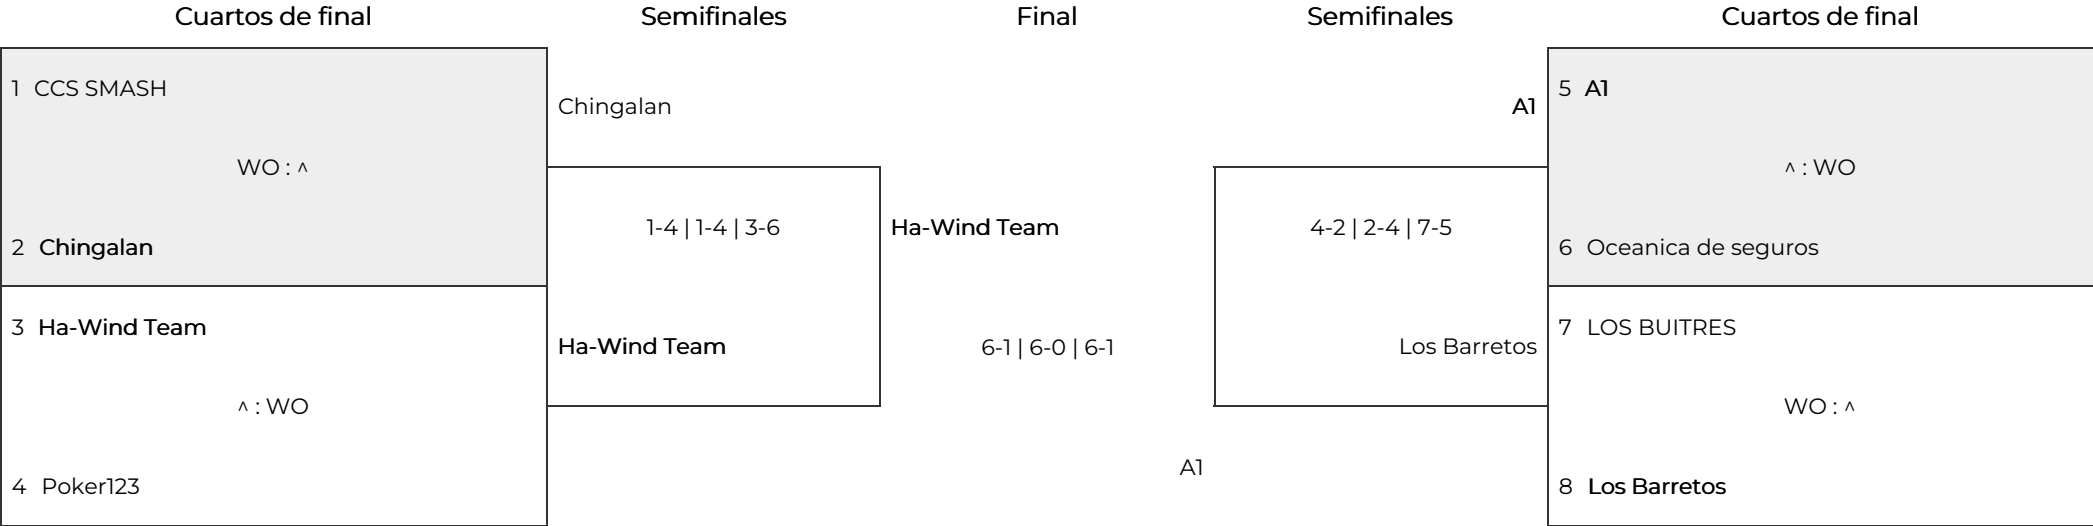 Cuartos de final
Semifinales
Final
Semifinales
Cuartos de final
1 CCS SMASH
WO : ^
2 Chingalan
3 Ha-Wind Team
^ : WO
4 Poker123
Chingalan
1-4 | 1-4 | 3-6
Ha-Wind Team
Ha-Wind Team
6-1 | 6-0 | 6-1
A1
A1
4-2 | 2-4 | 7-5
Los Barretos
5 A1
^ : WO
6 Oceanica de seguros
7 LOS BUITRES
WO : ^
8 Los Barretos